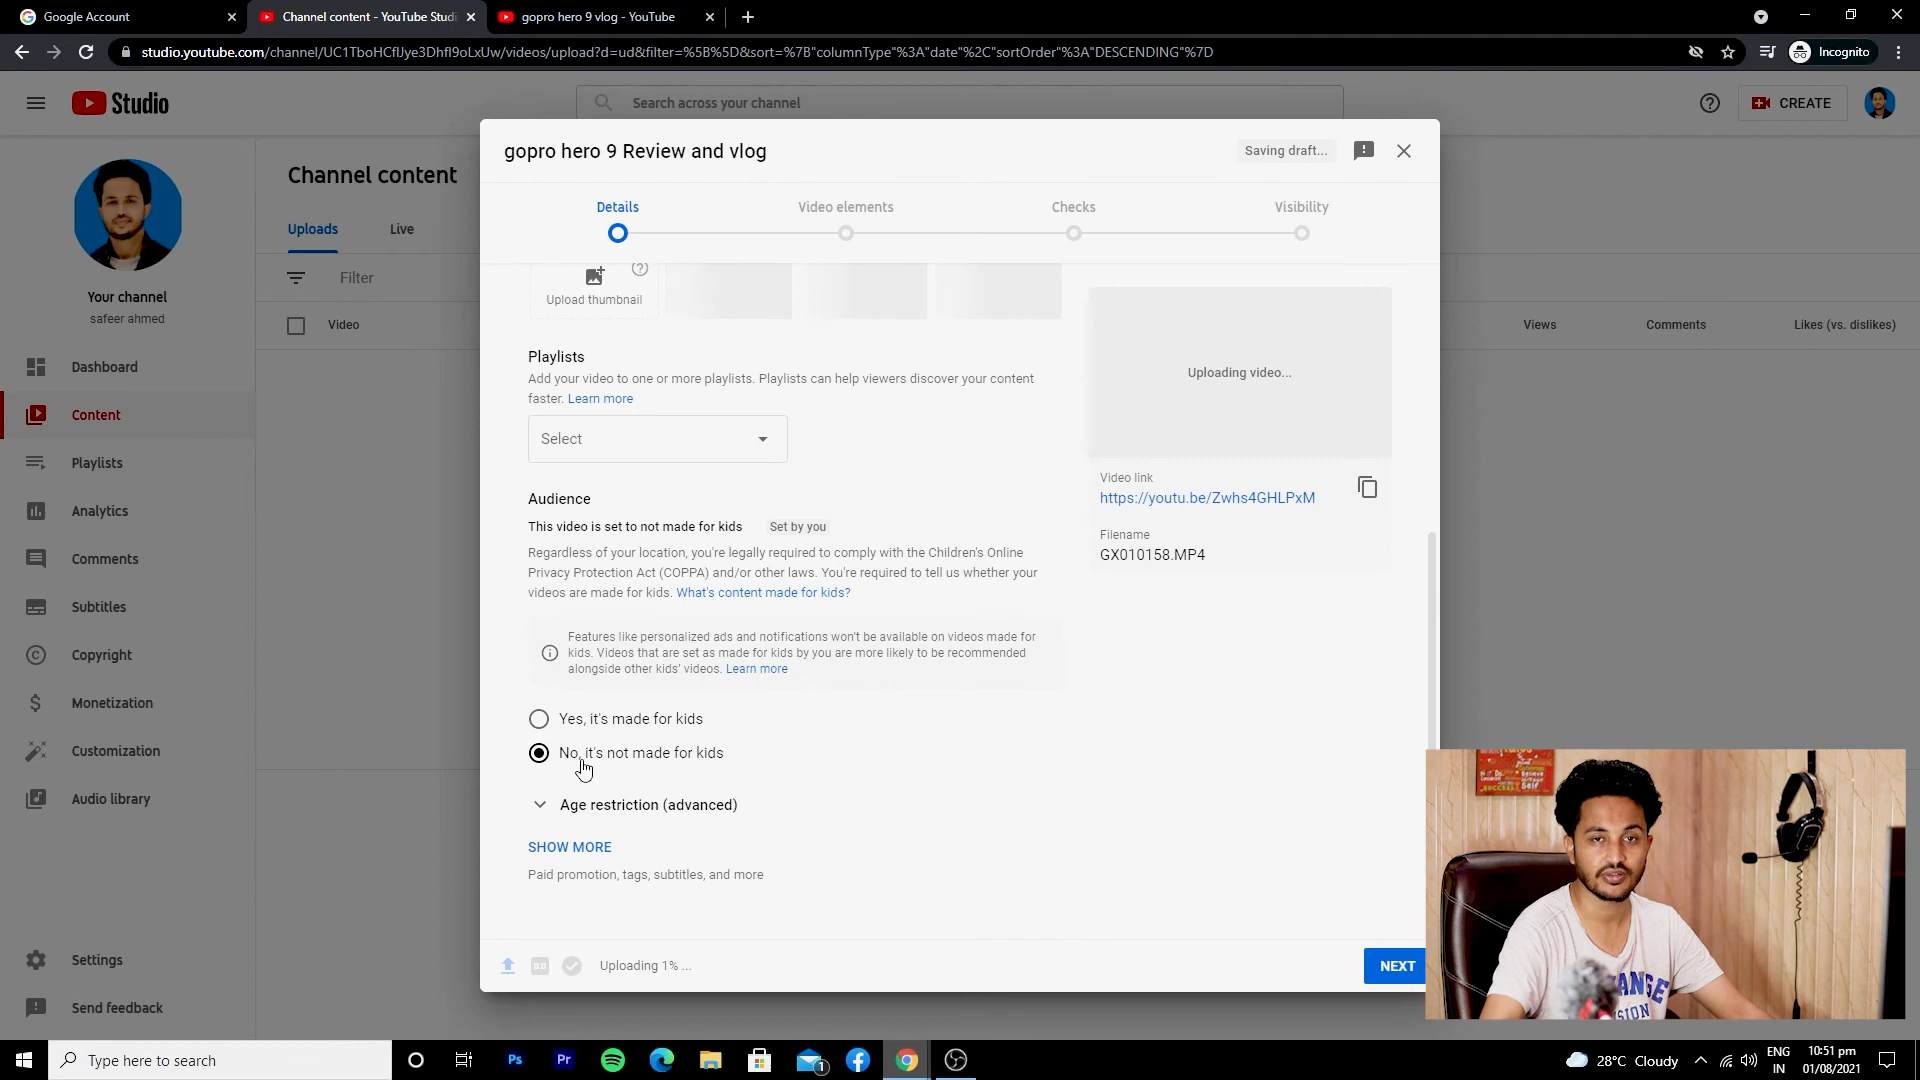 Google Account
Channel content - YouTube Studi
gopro hero 9 vlog - YouTube
studio.youtube.com/channel/UC1TboHCflJye3Dhfl9oLxUw/videos/upload?d=ud&filter=%5B%5D&sort=%7B"columnType"%3A"date"%2C"sortOrder"%3A"DESCENDING"%7D
Incognito
Studio
Search across your channel
CREATE
Your channel
safeer ahmed
Dashboard
Content
Playlists
Analytics
Comments
Subtitles
Copyright
Monetization
Customization
Audio library
Settings
Send feedback
Channel content
Uploads
Live
Filter
Video
Views
Comments
Likes (vs. dislikes)
gopro hero 9 Review and vlog
Saving draft...
Details
Video elements
Checks
Visibility
Upload thumbnail
Playlists
Add your video to one or more playlists. Playlists can help viewers discover your content
faster. Learn more
Select
Audience
This video is set to not made for kids
Set by you
Regardless of your location, you're legally required to comply with the Children's Online
Privacy Protection Act (COPPA) and/or other laws. You're required to tell us whether your
videos are made for kids. What's content made for kids?
Features like personalized ads and notifications won't be available on videos made for
kids. Videos that are set as made for kids by you are more likely to be recommended
alongside other kids' videos. Learn more
Yes, it's made for kids
No, it's not made for kids
Age restriction (advanced)
SHOW MORE
Paid promotion, tags, subtitles, and more
Uploading video...
Video link
https://youtu.be/Zwhs4GHLPxM
Filename
GX010158.MP4
Uploading 1% ...
NEXT
Type here to search
Ps
Pr
1
28°C Cloudy
ENG
IN
10:51 pm
01/08/2021